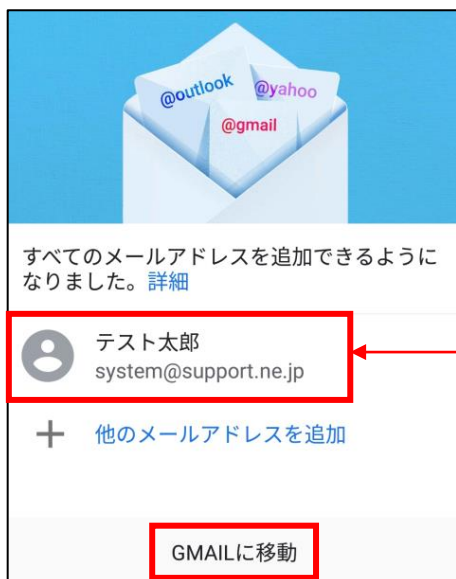 @outlook
@yahoo
@gmail
すべてのメールアドレスを追加できるように
なりました。詳細
テスト太郎
system@support.ne.jp
+ 他のメールアドレスを追加
GMAILに移動